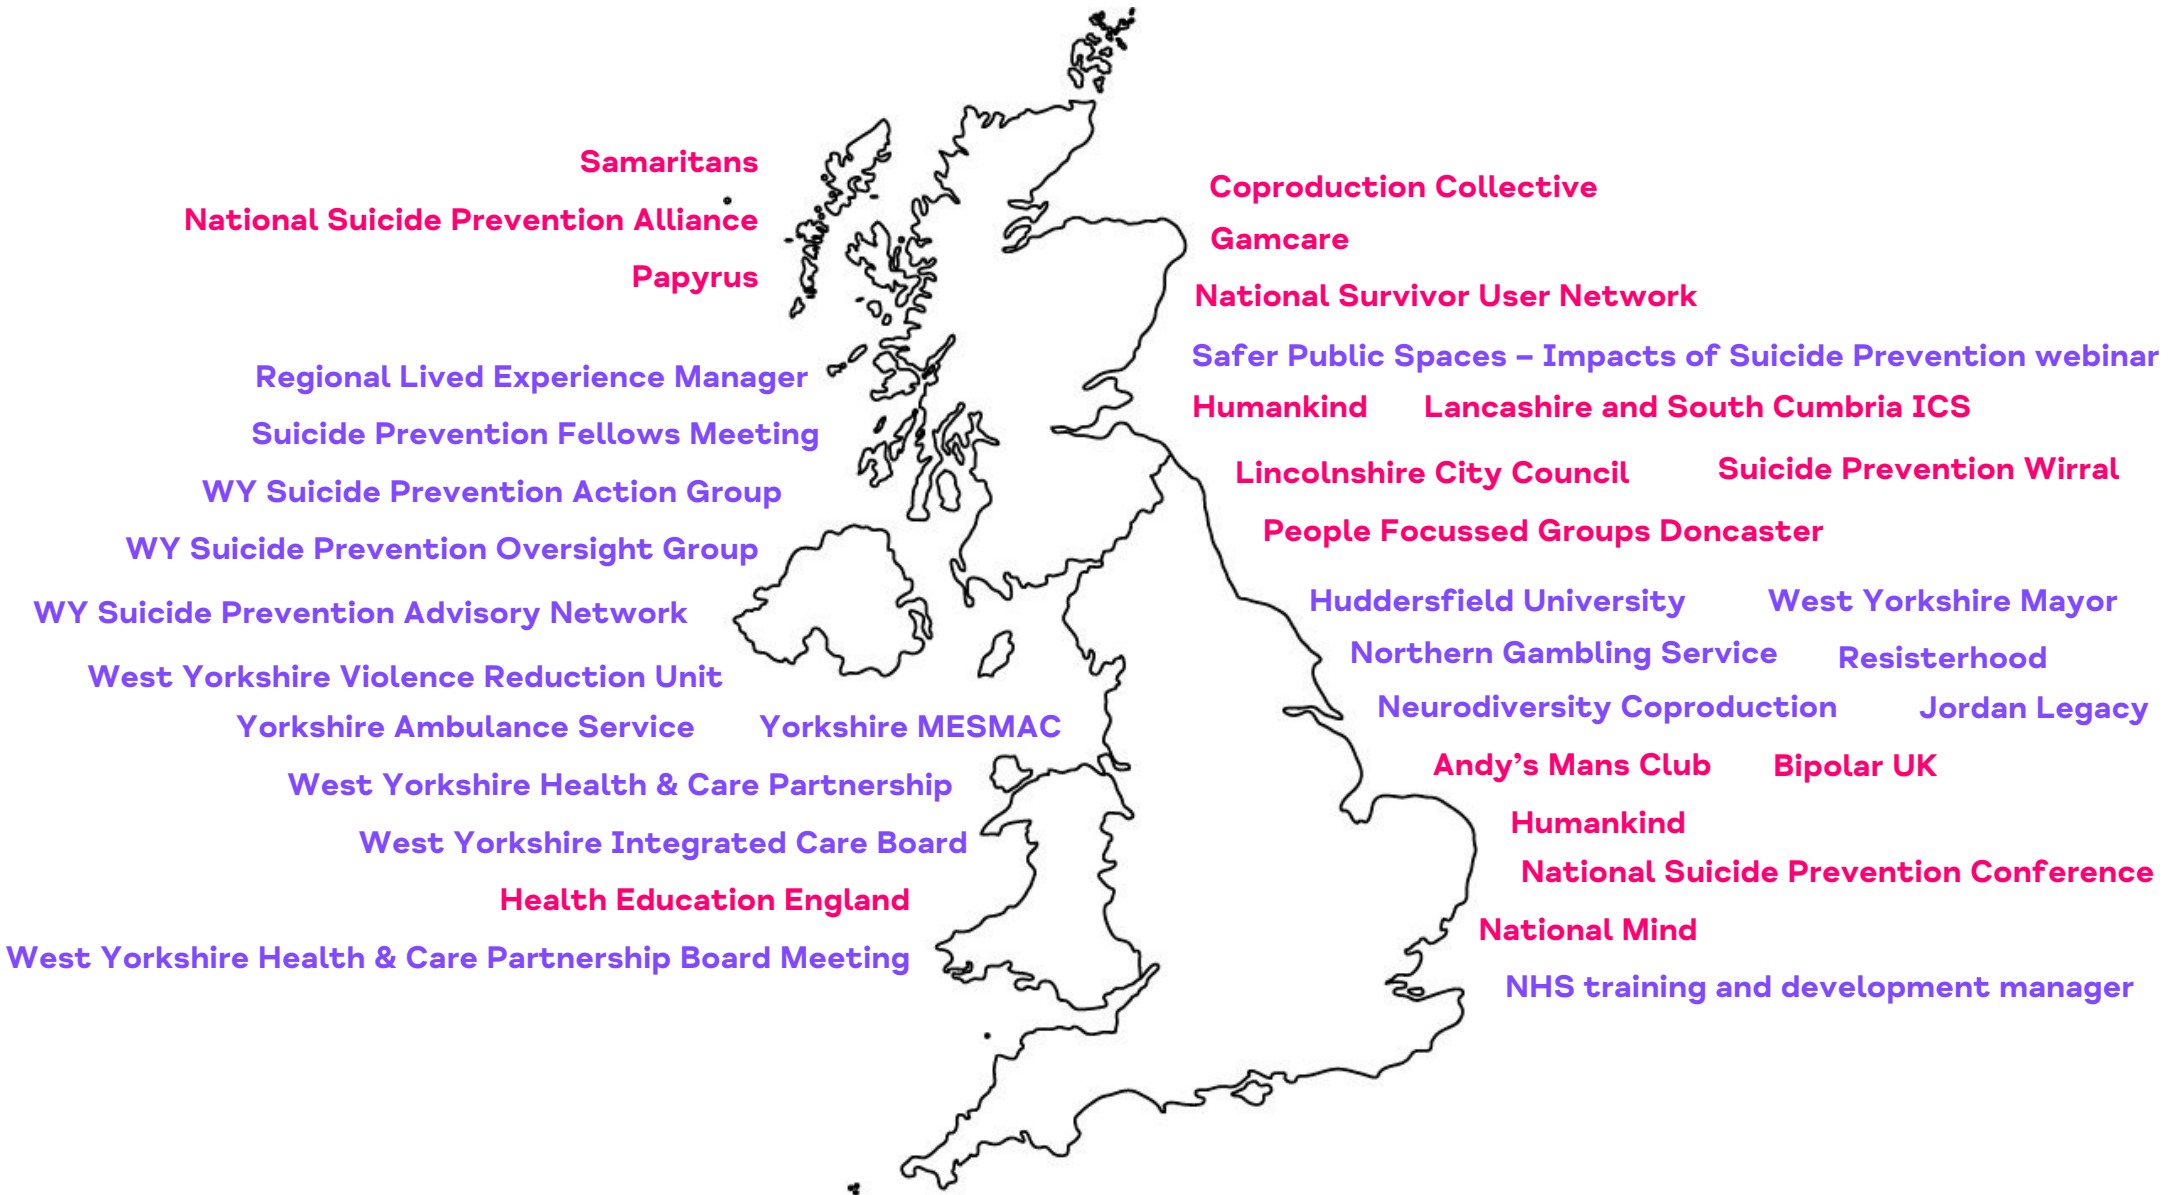 Samaritans
National Suicide Prevention Alliance
Papyrus
Regional Lived Experience Manager
Suicide Prevention Fellows Meeting
WY Suicide Prevention Action Group
WY Suicide Prevention Oversight Group
WY Suicide Prevention Advisory Network
West Yorkshire Violence Reduction Unit
Yorkshire Ambulance Service Yorkshire MESMAC
West Yorkshire Health & Care Partnership
West Yorkshire Integrated Care Board
Health Education England
West Yorkshire Health & Care Partnership Board Meeting
Coproduction Collective
Gamcare
National Survivor User Network
Safer Public Spaces – Impacts of Suicide Prevention webinar
Humankind Lancashire and South Cumbria ICS
Lincolnshire City Council Suicide Prevention Wirral
People Focussed Groups Doncaster
Huddersfield University West Yorkshire Mayor
Northern Gambling Service Resisterhood
Neurodiversity Coproduction Jordan Legacy
Andy’s Mans Club Bipolar UK
Humankind
National Suicide Prevention Conference
National Mind
NHS training and development manager